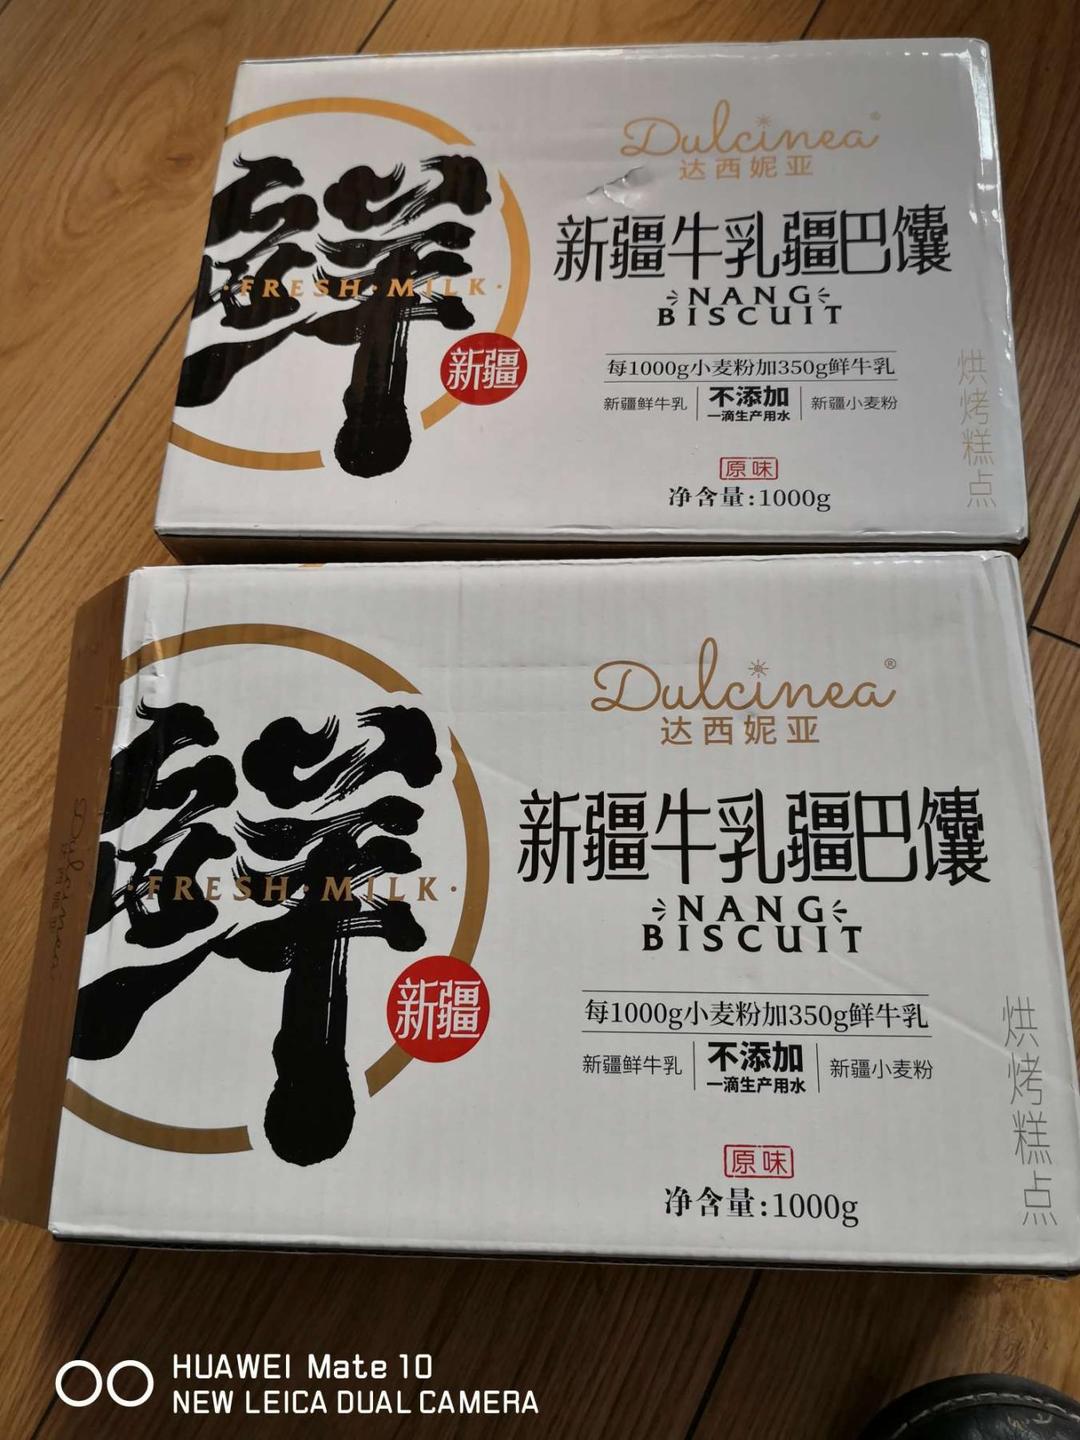 鲜
FRESH·MILK
新疆
Dulcinea®
达西妮亚
新疆牛乳疆巴馕
NANG
BISCUIT
每1000g小麦粉加350g鲜牛乳
新疆鲜牛乳
不添加
一滴生产用水
新疆小麦粉
原味
净含量:1000g
烘烤糕点
鲜
·FRESH·MILK·
新疆
Dulcinea®
达西妮亚
新疆牛乳疆巴馕
NANG
BISCUIT
每1000g小麦粉加350g鲜牛乳
新疆鲜牛乳
不添加
一滴生产用水
新疆小麦粉
原味
净含量:1000g
烘烤糕点
Dulcinea
HUAWEI Mate 10
NEW LEICA DUAL CAMERA